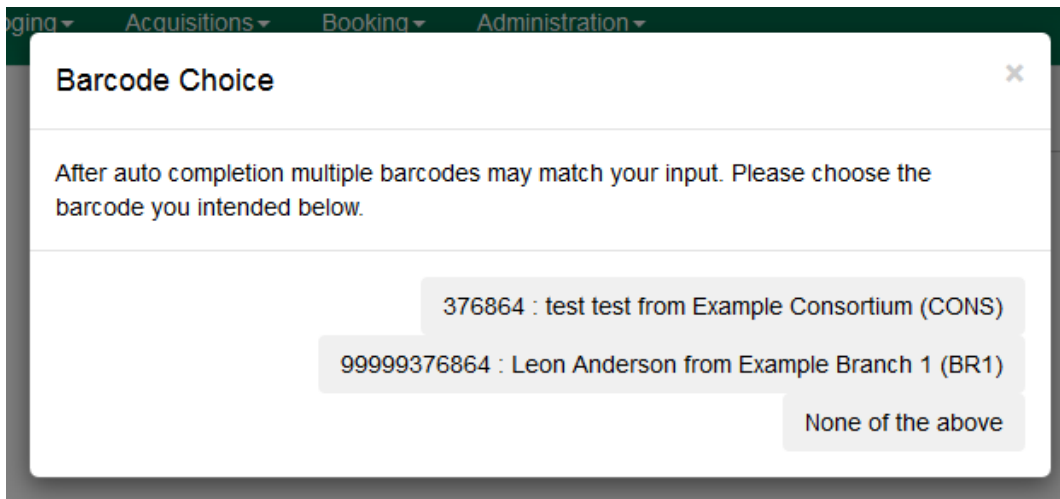 Acquisitions Booking Administration
Barcode Choice ×
After auto completion multiple barcodes may match your input. Please choose the
barcode you intended below.
376864 : test test from Example Consortium (CONS)
99999376864 : Leon Anderson from Example Branch 1 (BR1)
None of the above